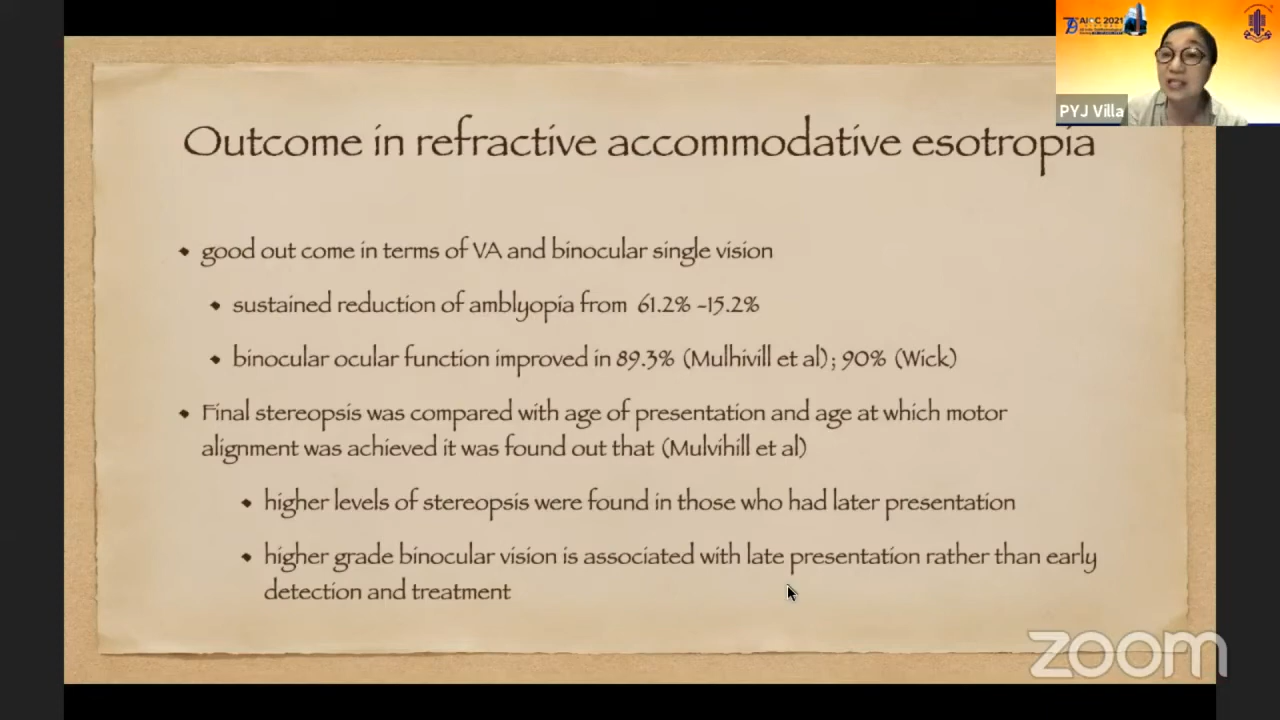 AIOC 2021
PYJ Villa
Outcome in refractive accommodative esotropia
good out come in terms of VA and binocular single vision
sustained reduction of amblyopia from 61.2% -15.2%
binocular ocular function improved in 89.3% (Mulhivill et al); 90% (Wick)
Final stereopsis was compared with age of presentation and age at which motor
alignment was achieved it was found out that (Mulvihill et al)
higher levels of stereopsis were found in those who had later presentation
higher grade binocular vision is associated with late presentation rather than early
detection and treatment
zoom